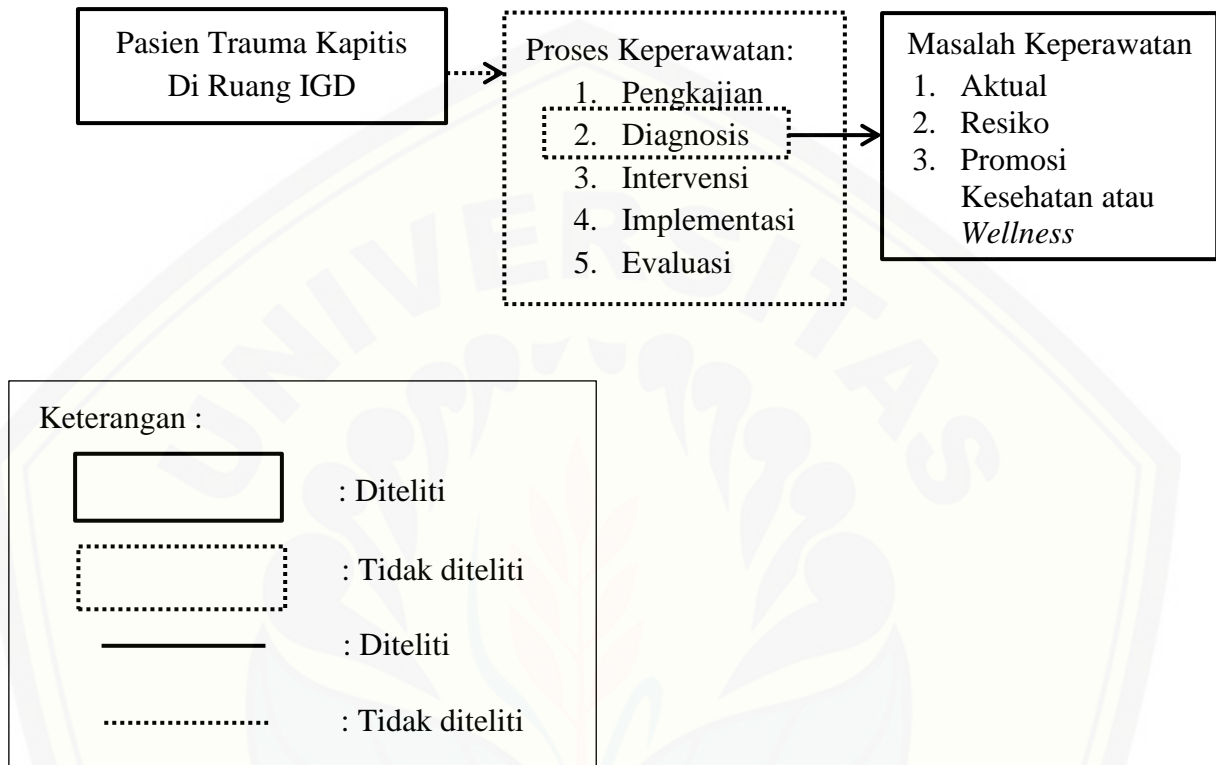 Pasien Trauma Kapitis
Di Ruang IGD
Proses Keperawatan:
1. Pengkajian
2. Diagnosis
3. Intervensi
4. Implementasi
5. Evaluasi
Masalah Keperawatan
1. Aktual
2. Resiko
3. Promosi
Kesehatan atau
Wellness
UNIVERSITAS
Keterangan :
: Diteliti
: Tidak diteliti
: Diteliti
: Tidak diteliti